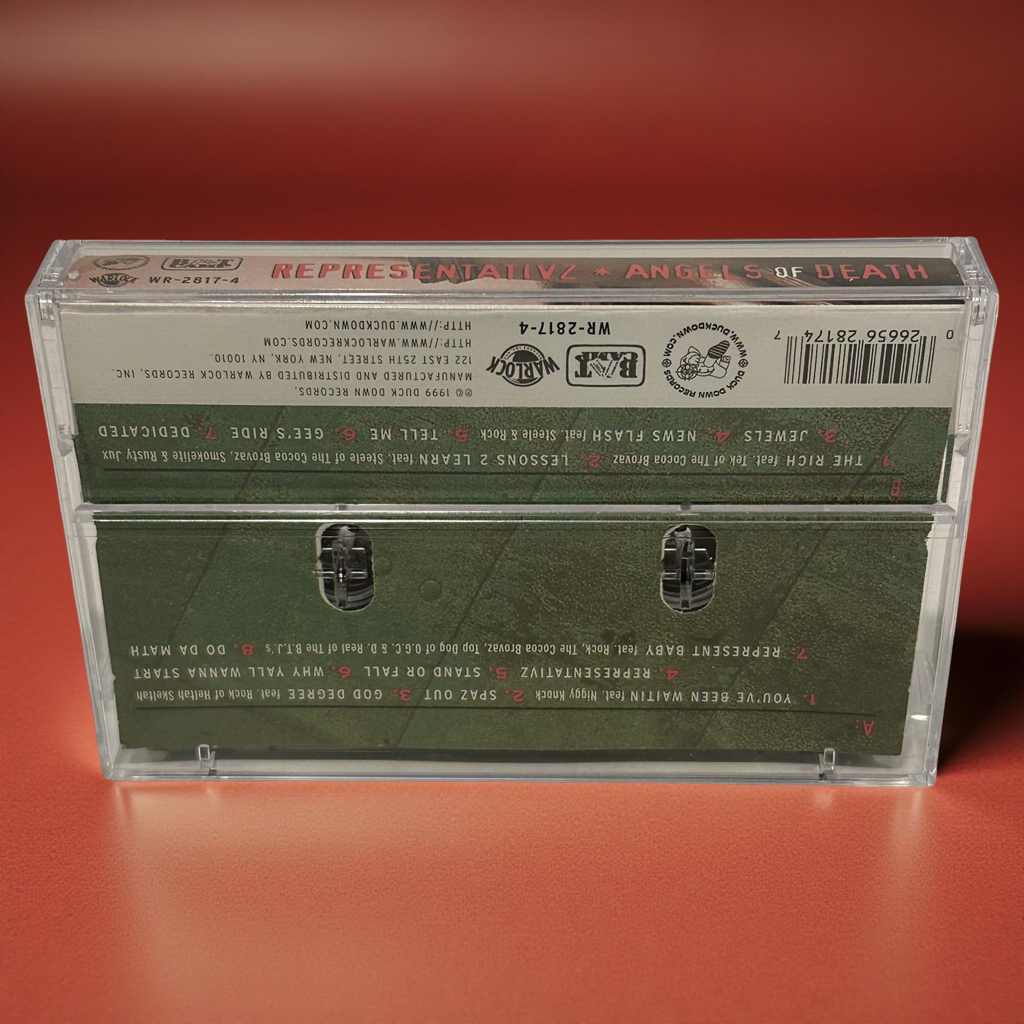 WARLOCK
WR-2817-4
BOOT CAMP
REPRESENTATIVZ * ANGELS OF DEATH
A:
1. YOU'VE BEEN WAITIN feat. Niggy Knock 2. SPAZ OUT 3. GOD DEGREE feat. Rock of Heltah Skeltah
4. REPRESENTATIVZ 5. STAND OR FALL 6. WHY YALL WANNA START
7. REPRESENT BABY feat. Rock, The Cocoa Brovaz, Top Dog of O.G.C. & D. Real of The B.T.J.'s 8. DO DA MATH
B
1. THE RICH feat. Tek of The Cocoa Brovaz 2. LESSONS 2 LEARN feat. Steele of The Cocoa Brovaz, Smokelite & Rusty Jux
3. JEWELS 4. NEWS FLASH feat. Steele & Rock 5. TELL ME 6. GEE'S RIDE 7. DEDICATED
0 26656 28174 7
WWW.DUCKDOWN.COM
DUCK DOWN RECORDS
BOOT CAMP
WARLOCK
WR-2817-4
℗© 1999 DUCK DOWN RECORDS.
MANUFACTURED AND DISTRIBUTED BY WARLOCK RECORDS, INC.
122 EAST 25TH STREET, NEW YORK, NY 10010.
HTTP://WWW.WARLOCKRECORDS.COM
HTTP://WWW.DUCKDOWN.COM